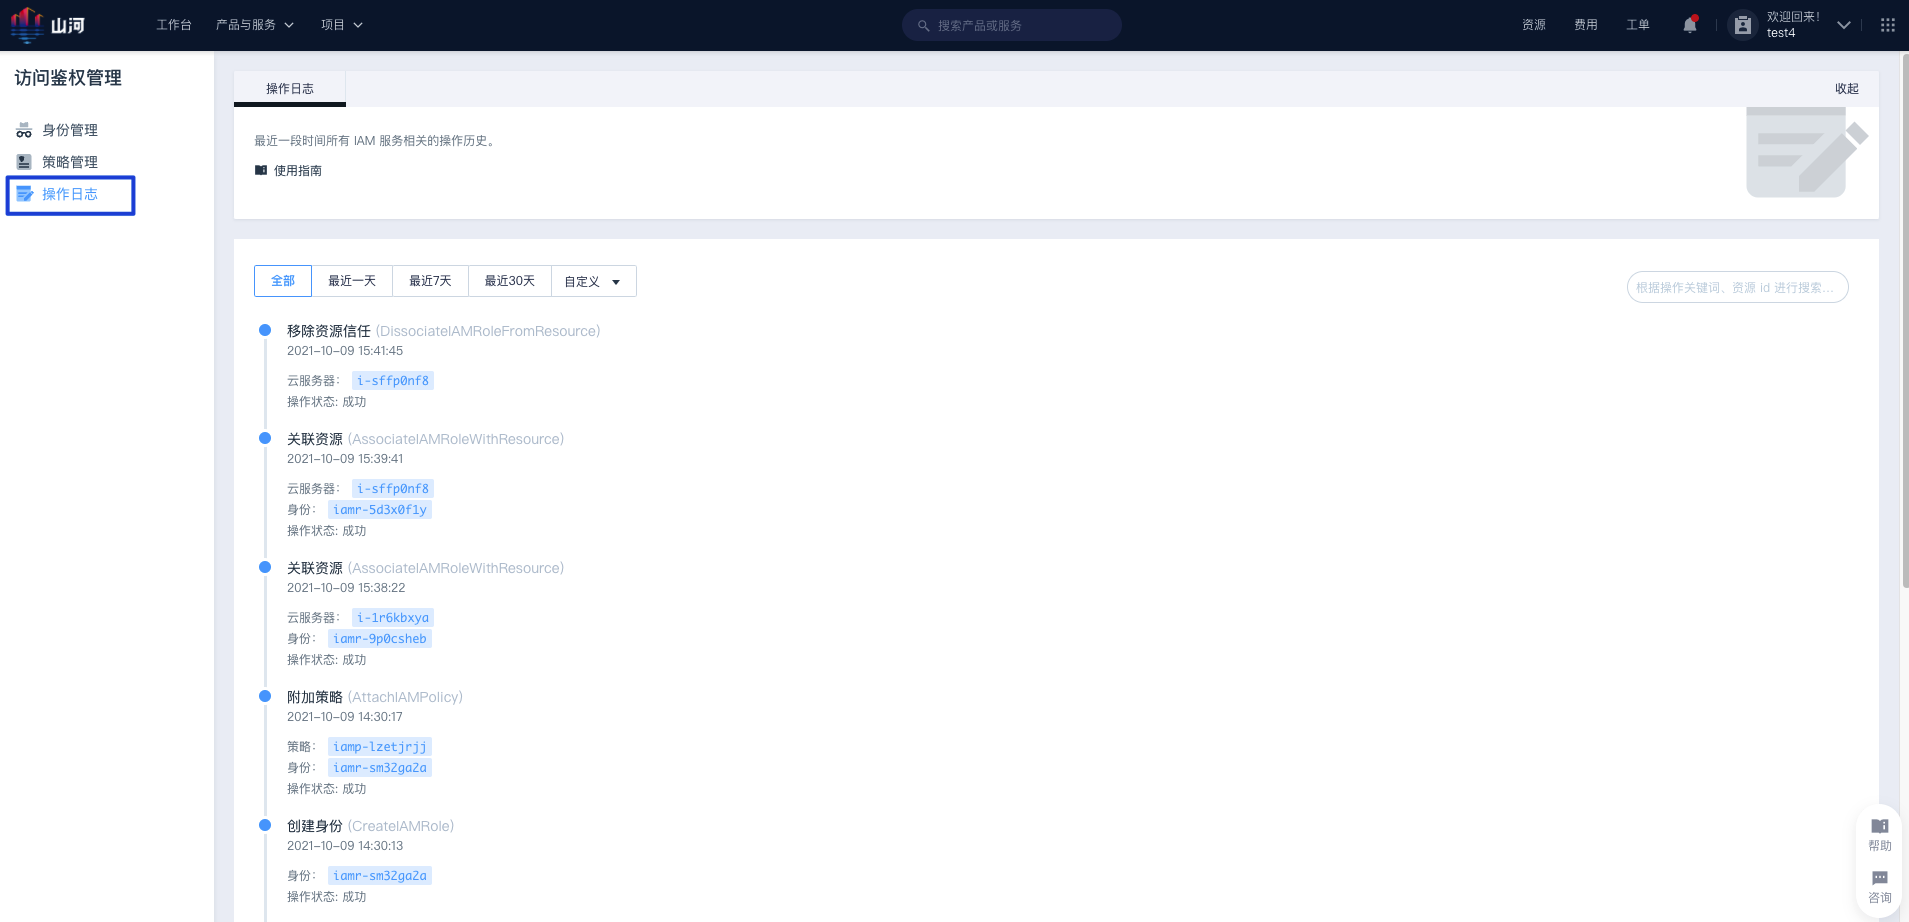 山河
工作台 产品与服务 项目 搜索产品或服务 资源 费用 工单 欢迎回来!
test4
访问鉴权管理
身份管理
策略管理
操作日志
操作日志 收起
最近一段时间所有 IAM 服务相关的操作历史。
使用指南
全部 最近一天 最近7天 最近30天 自定义 根据操作关键词、资源 id 进行搜索...
移除资源信任 (DissociateIAMRoleFromResource)
2021-10-09 15:41:45
云服务器: i-sffp0nf8
操作状态: 成功
关联资源 (AssociateIAMRoleWithResource)
2021-10-09 15:39:41
云服务器: i-sffp0nf8
身份: iamr-5d3x0f1y
操作状态: 成功
关联资源 (AssociateIAMRoleWithResource)
2021-10-09 15:38:22
云服务器: i-1r6kbxya
身份: iamr-9p0csheb
操作状态: 成功
附加策略 (AttachIAMPolicy)
2021-10-09 14:30:17
策略: iamp-lzetjrjj
身份: iamr-sm32ga2a
操作状态: 成功
创建身份 (CreateIAMRole)
2021-10-09 14:30:13
身份: iamr-sm32ga2a
操作状态: 成功
帮助
咨询